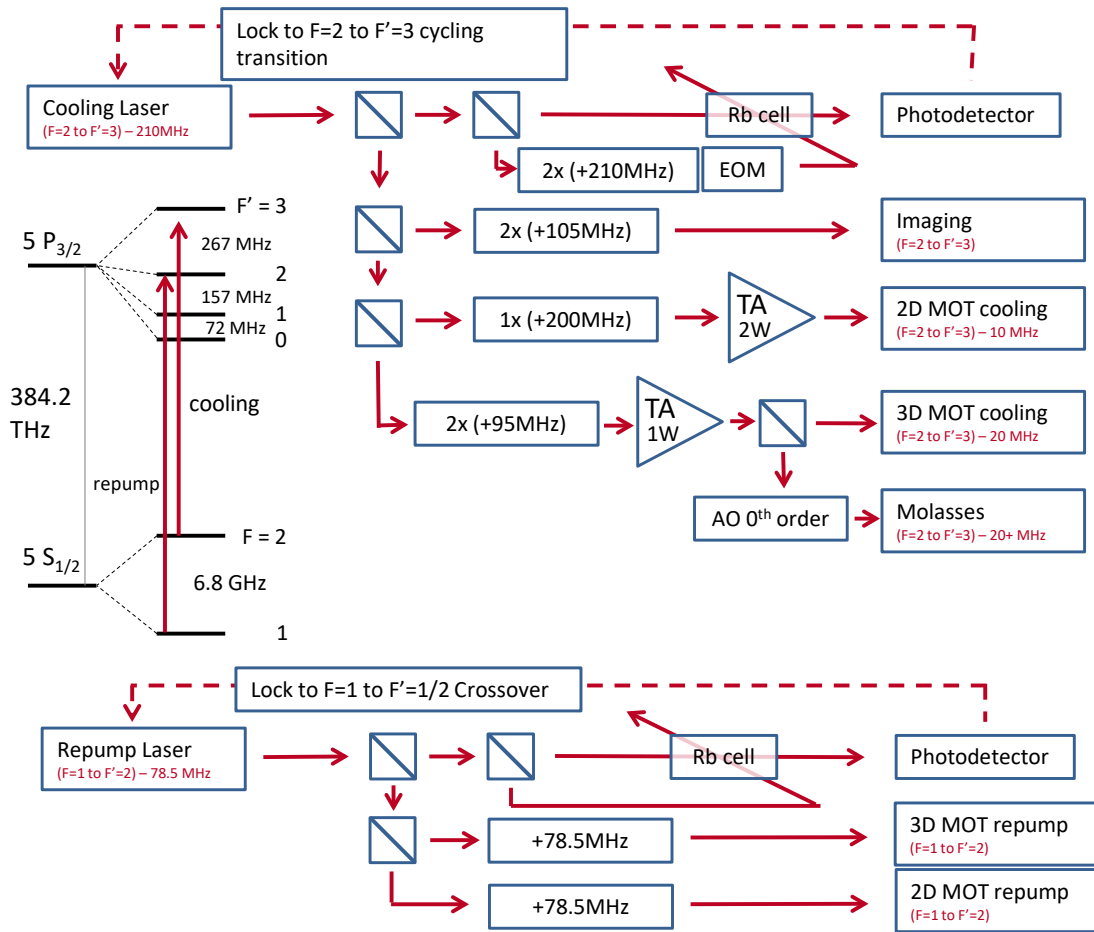 Lock to F=2 to F'=3 cycling
transition
Cooling Laser
(F=2 to F'=3) – 210MHz
Rb cell
Photodetector
2x (+210MHz)
EOM
F' = 3
267 MHz
5 P3/2
2
157 MHz
1
72 MHz
0
2x (+105MHz)
Imaging
(F=2 to F'=3)
1x (+200MHz)
TA
2W
2D MOT cooling
(F=2 to F'=3) – 10 MHz
384.2
THz
cooling
2x (+95MHz)
TA
1W
3D MOT cooling
(F=2 to F'=3) – 20 MHz
repump
AO 0th order
Molasses
(F=2 to F'=3) – 20+ MHz
F = 2
5 S1/2
6.8 GHz
1
Lock to F=1 to F'=1/2 Crossover
Repump Laser
(F=1 to F'=2) – 78.5 MHz
Rb cell
Photodetector
+78.5MHz
3D MOT repump
(F=1 to F'=2)
+78.5MHz
2D MOT repump
(F=1 to F'=2)